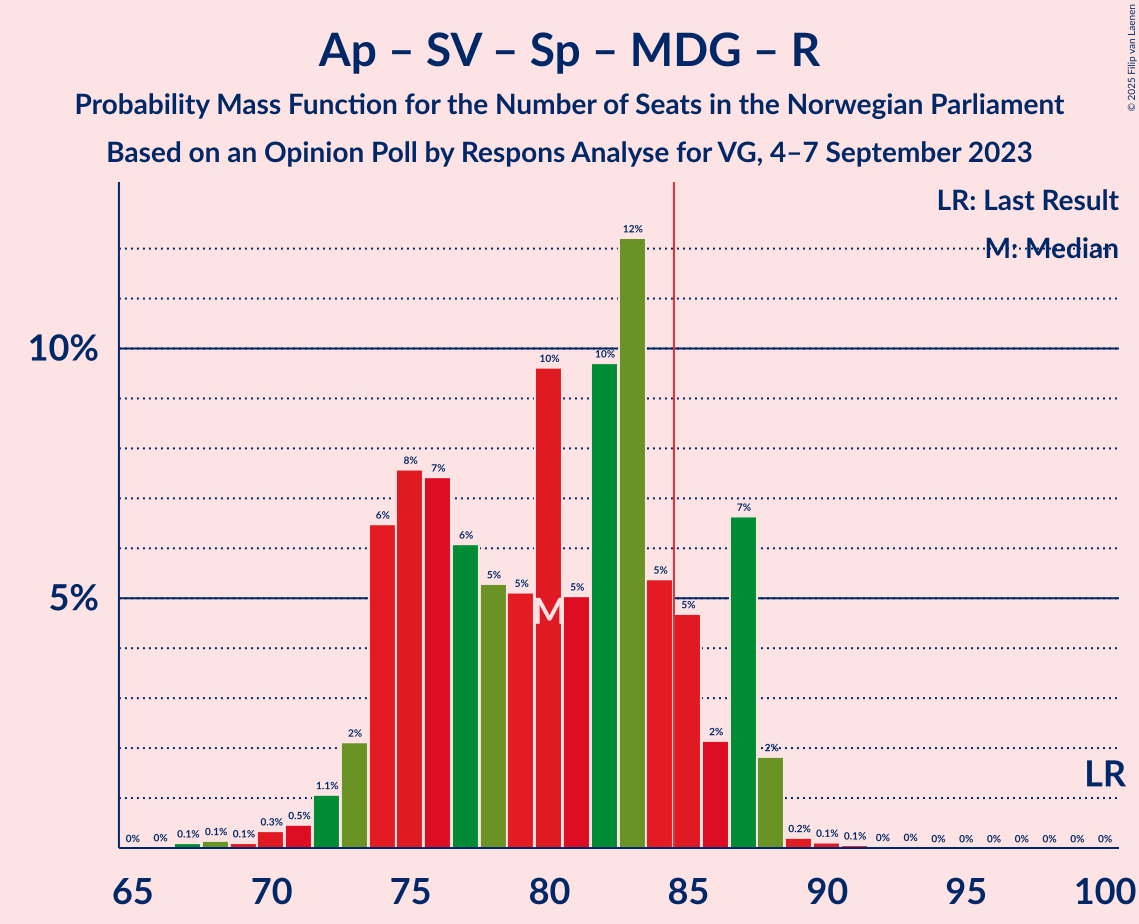 Ap – SV – Sp – MDG – R
Probability Mass Function for the Number of Seats in the Norwegian Parliament
Based on an Opinion Poll by Respons Analyse for VG, 4–7 September 2023
© 2025 Filip van Laenen
LR: Last Result
M: Median
10%
5%
0% 0% 0.1% 0.1% 0.1% 0.3% 0.5% 1.1% 2% 6% 8% 7% 6% 5% 5% 10% 5% 10% 12% 5% 5% 2% 7% 2% 0.2% 0.1% 0.1% 0% 0% 0% 0% 0% 0% 0% 0% 0%
M
LR
65 70 75 80 85 90 95 100